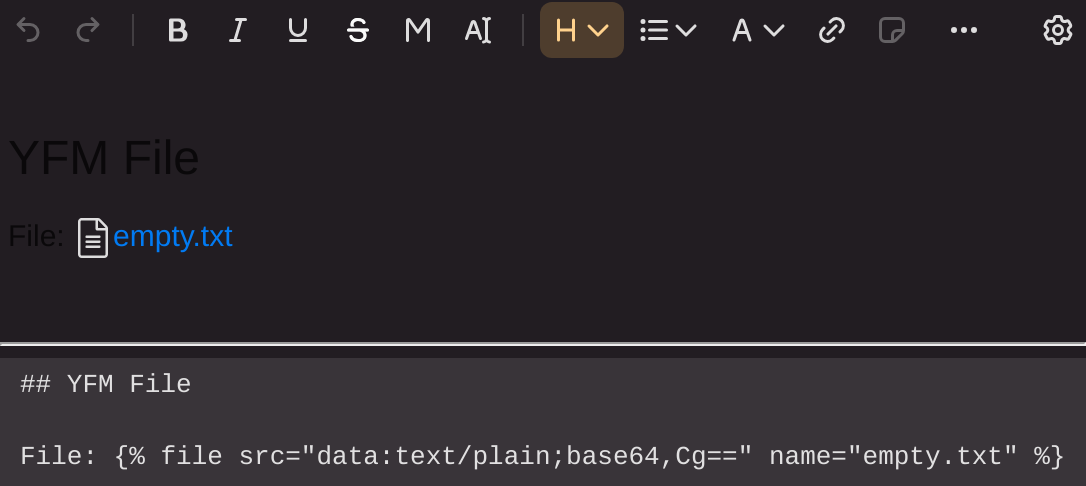 B I U S M A H A
YFM File
File: empty.txt
## YFM File
File: {% file src="data:text/plain;base64,Cg==" name="empty.txt" %}